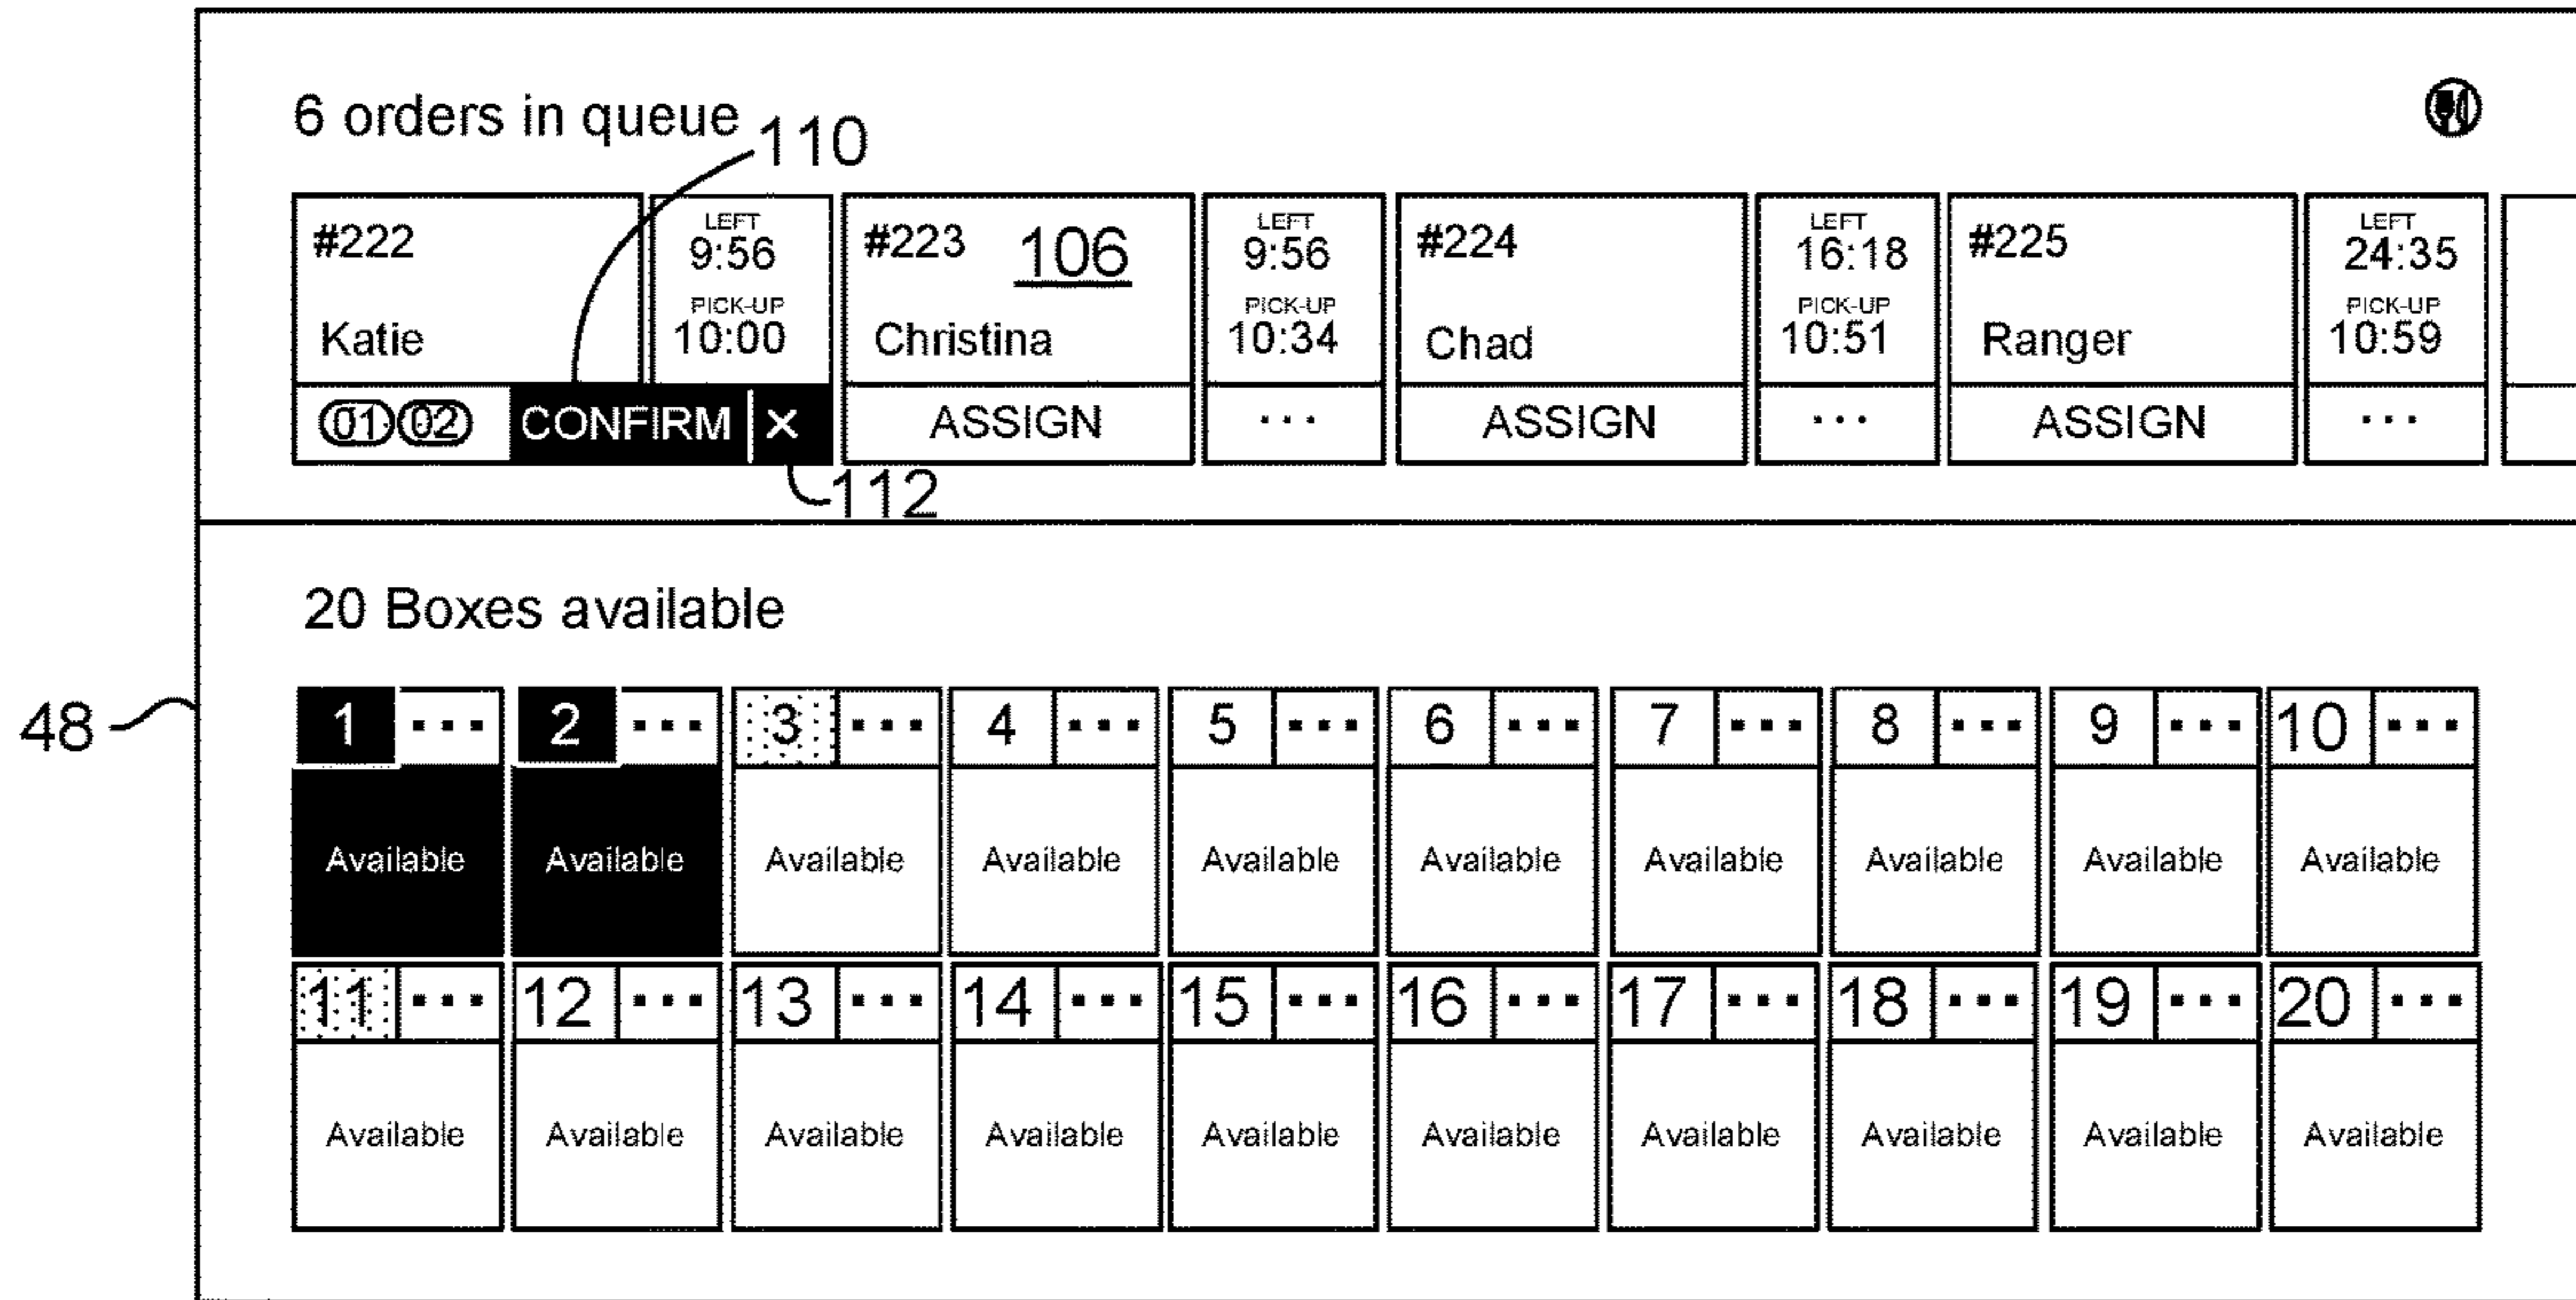 6 orders in queue
110
#222
LEFT
9:56
PICK-UP
10:00
Katie
01 02 CONFIRM ×
112
#223 106
LEFT
9:56
PICK-UP
10:34
Christina
ASSIGN ...
#224
LEFT
16:18
PICK-UP
10:51
Chad
ASSIGN ...
#225
LEFT
24:35
PICK-UP
10:59
Ranger
ASSIGN ...
20 Boxes available
48
1 ... 2 ... 3 ... 4 ... 5 ... 6 ... 7 ... 8 ... 9 ... 10 ...
Available Available Available Available Available Available Available Available Available Available
11 ... 12 ... 13 ... 14 ... 15 ... 16 ... 17 ... 18 ... 19 ... 20 ...
Available Available Available Available Available Available Available Available Available Available